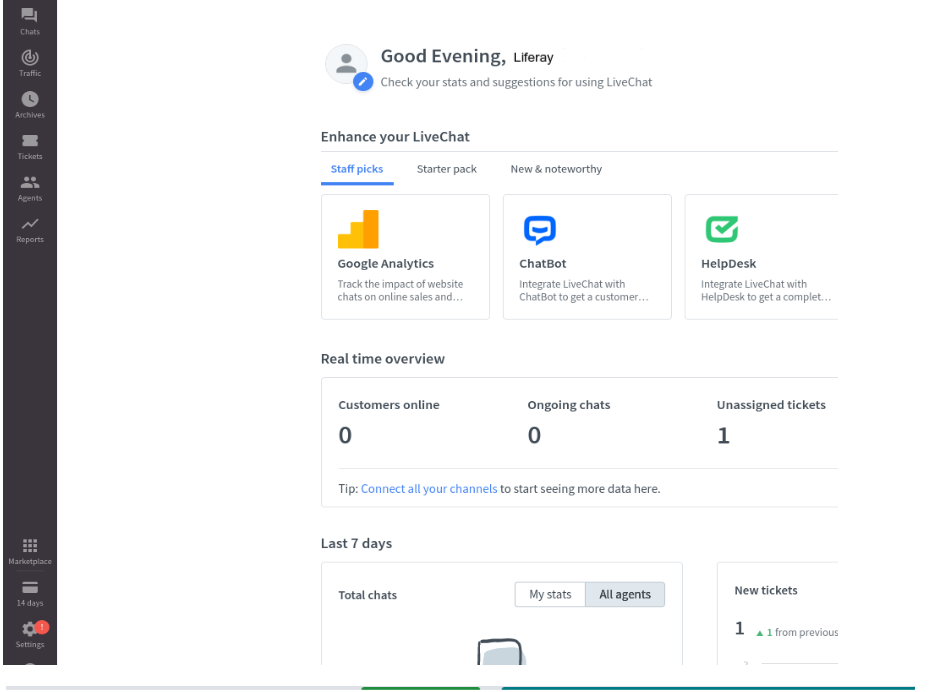 Chats
Traffic
Archives
Tickets
Agents
Reports
Marketplace
14 days
Settings
!
Good Evening, Liferay
Check your stats and suggestions for using LiveChat
Enhance your LiveChat
Staff picks Starter pack New & noteworthy
Google Analytics
Track the impact of website
chats on online sales and...
ChatBot
Integrate LiveChat with
ChatBot to get a customer...
HelpDesk
Integrate LiveChat with
HelpDesk to get a complet...
Real time overview
Customers online Ongoing chats Unassigned tickets
0 0 1
Tip: Connect all your channels to start seeing more data here.
Last 7 days
Total chats My stats All agents
New tickets
1 ▲ 1 from previous